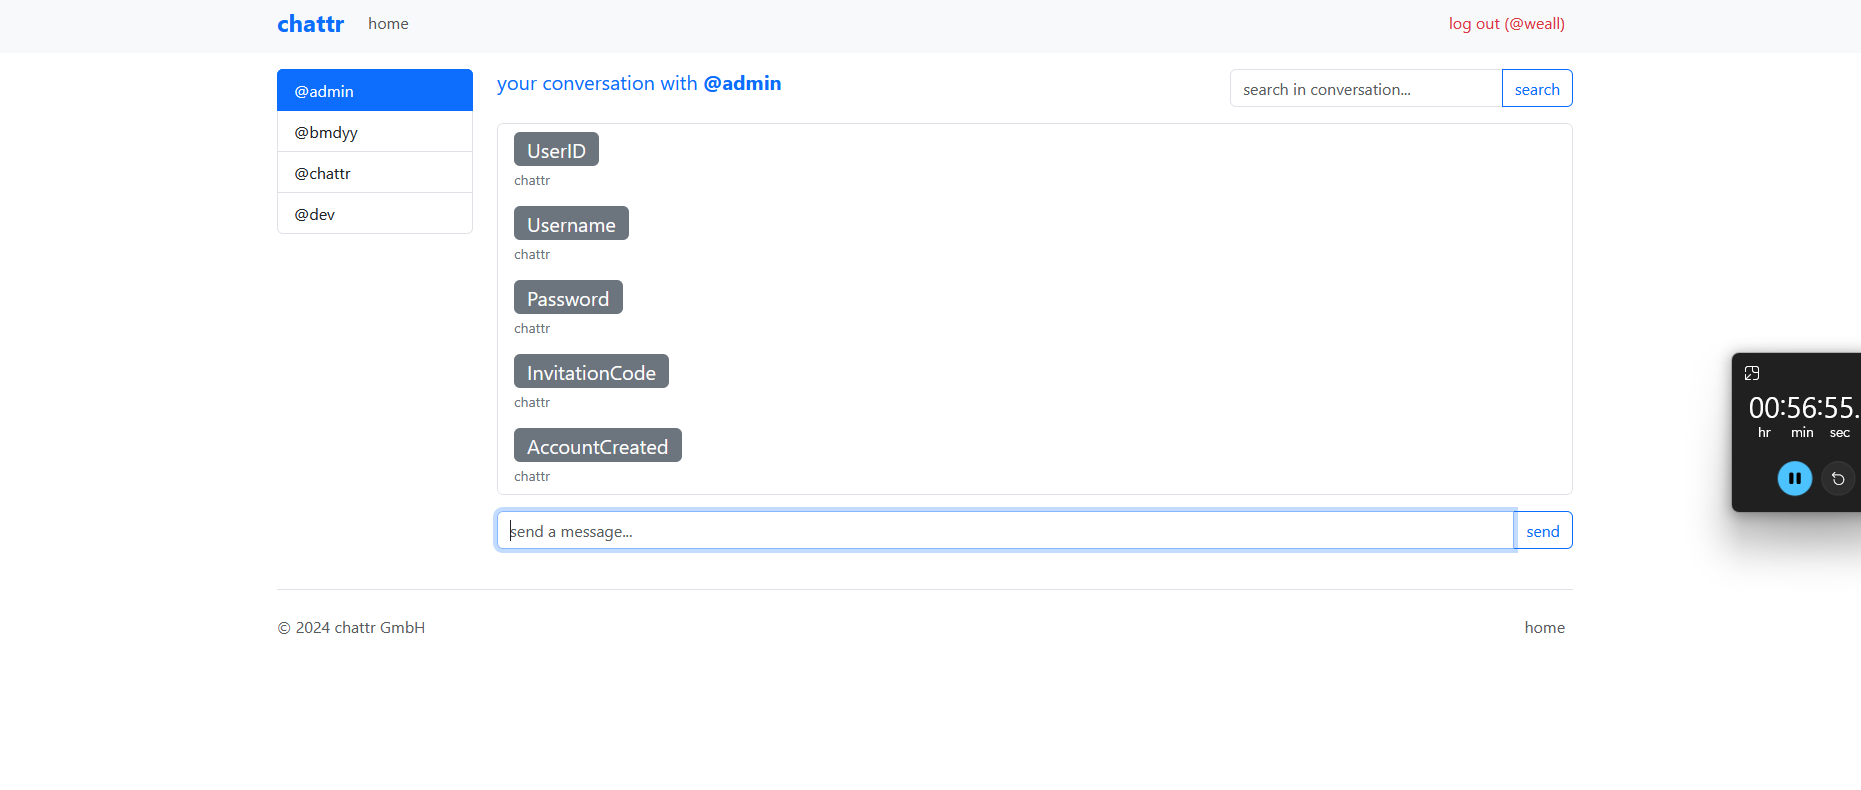 chattr
home
log out (@weall)
@admin
@bmdyy
@chattr
@dev
your conversation with @admin
search in conversation...
search
UserID
chattr
Username
chattr
Password
chattr
InvitationCode
chattr
AccountCreated
chattr
send a message...
send
© 2024 chattr GmbH
home
00:56:55.
hr min sec